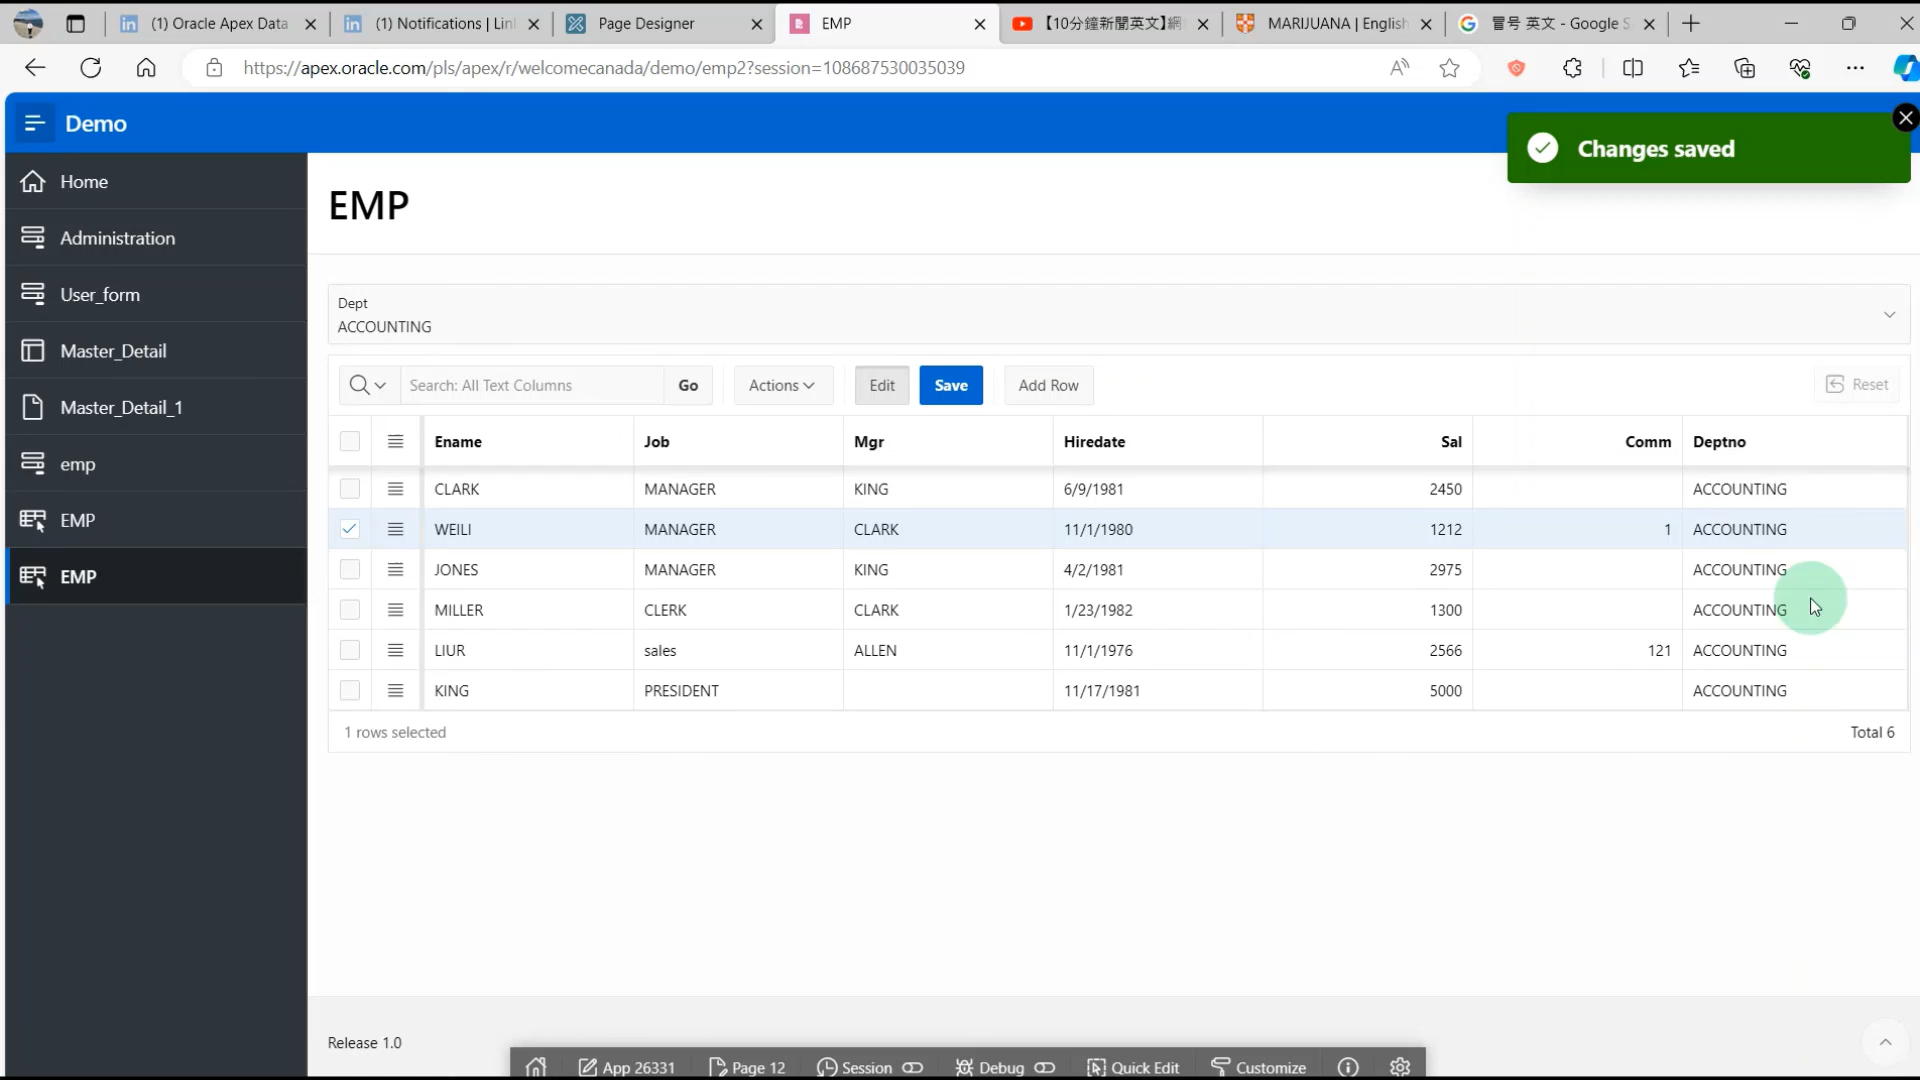 (1) Oracle Apex Data
(1) Notifications | Lin
Page Designer
EMP
【10分鐘新聞英文】網
MARIJUANA | English
冒号 英文 - Google S
https://apex.oracle.com/pls/apex/r/welcomecanada/demo/emp2?session=108687530035039
Demo
Changes saved
Home
Administration
User_form
Master_Detail
Master_Detail_1
emp
EMP
EMP
EMP
Dept
ACCOUNTING
Search: All Text Columns Go Actions Edit Save Add Row Reset
Ename Job Mgr Hiredate Sal Comm Deptno
CLARK MANAGER KING 6/9/1981 2450 ACCOUNTING
WEILI MANAGER CLARK 11/1/1980 1212 1 ACCOUNTING
JONES MANAGER KING 4/2/1981 2975 ACCOUNTING
MILLER CLERK CLARK 1/23/1982 1300 ACCOUNTING
LIUR sales ALLEN 11/1/1976 2566 121 ACCOUNTING
KING PRESIDENT 11/17/1981 5000 ACCOUNTING
1 rows selected Total 6
Release 1.0
App 26331 Page 12 Session Debug Quick Edit Customize